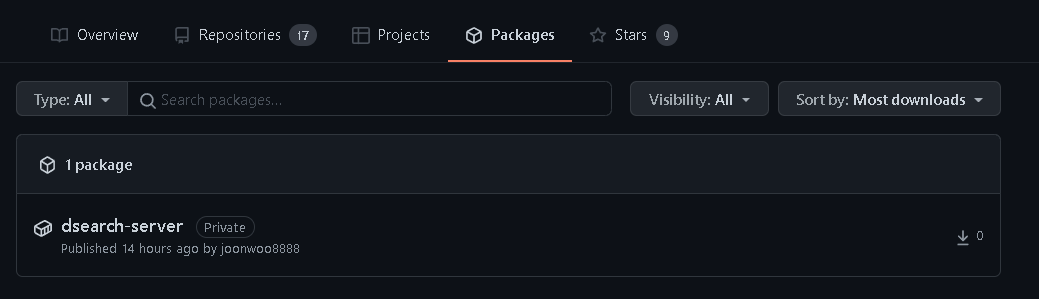 Overview Repositories 17 Projects Packages Stars 9
Type: All Search packages... Visibility: All Sort by: Most downloads
1 package
dsearch-server Private
Published 14 hours ago by joonwoo8888 0